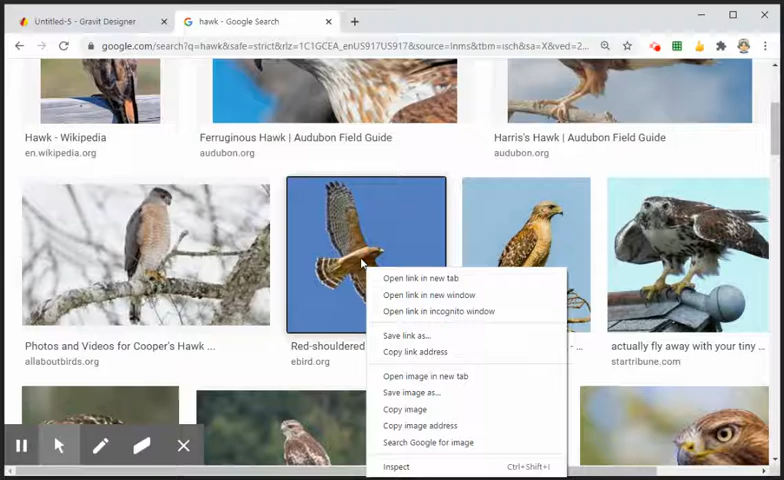 Untitled-5 - Gravit Designer
hawk - Google Search
google.com/search?q=hawk&safe=strict&rlz=1C1GCEA_enUS917US917&source=lnms&tbm=isch&sa=X&ved=2...
Hawk - Wikipedia
en.wikipedia.org
Ferruginous Hawk | Audubon Field Guide
audubon.org
Harris's Hawk | Audubon Field Guide
audubon.org
Open link in new tab
Open link in new window
Open link in incognito window
Save link as...
Copy link address
Open image in new tab
Save image as...
Copy image
Copy image address
Search Google for image
Inspect Ctrl+Shift+I
Photos and Videos for Cooper's Hawk ...
allaboutbirds.org
Red-shouldered
ebird.org
- ...
actually fly away with your tiny ...
startribune.com